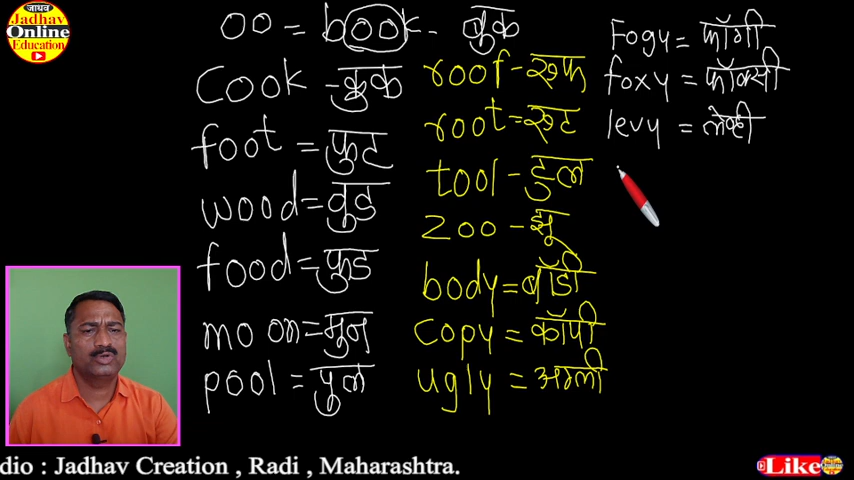 जाधव
Jadhav
Online
Education
oo = book - बुक
cook - कुक
foot = फुट
wood = वुड
food = फुड
moon = मुन
pool = पुल
roof - रुफ
root = रुट
tool - टुल
zoo - झू
body = बॉडी
copy = कॉपी
ugly = अग्ली
Fogy = फॉगी
foxy = फॉक्सी
levy = लेव्ही
dio : Jadhav Creation , Radi , Maharashtra.
Like